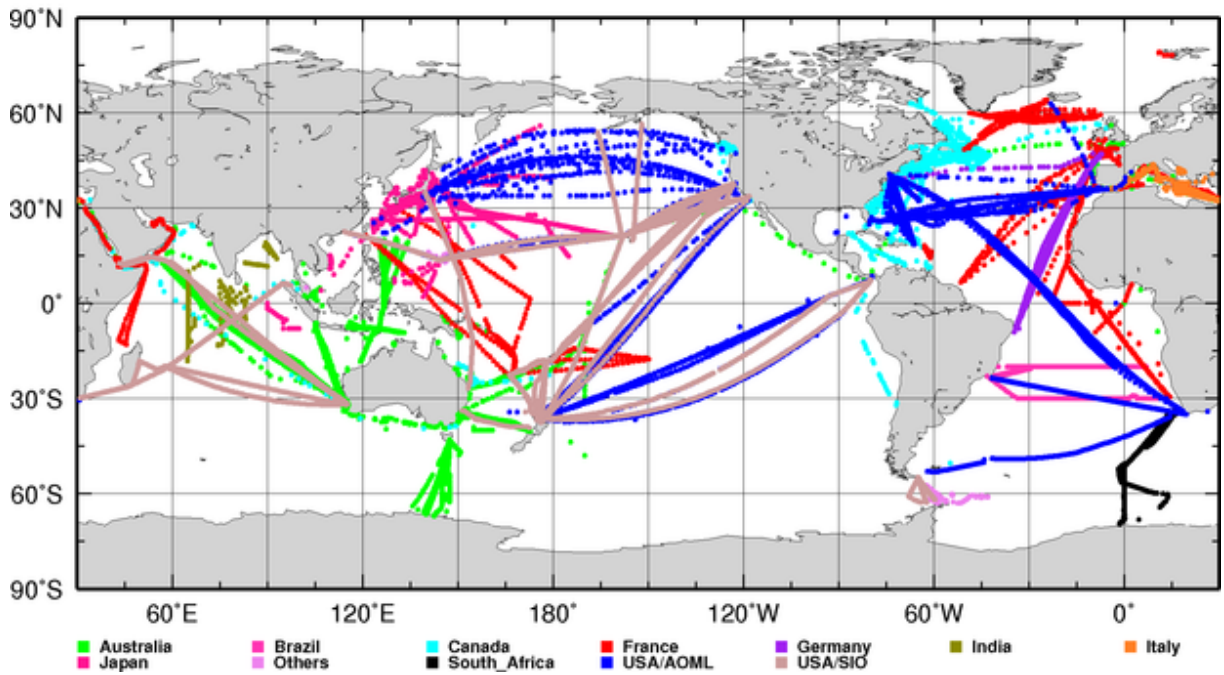 90˚N
60˚N
30˚N
0˚
30˚S
60˚S
90˚S
60˚E 120˚E 180˚ 120˚W 60˚W 0˚
Australia Brazil Canada France Germany India Italy
Japan Others South_Africa USA/AOML USA/SIO